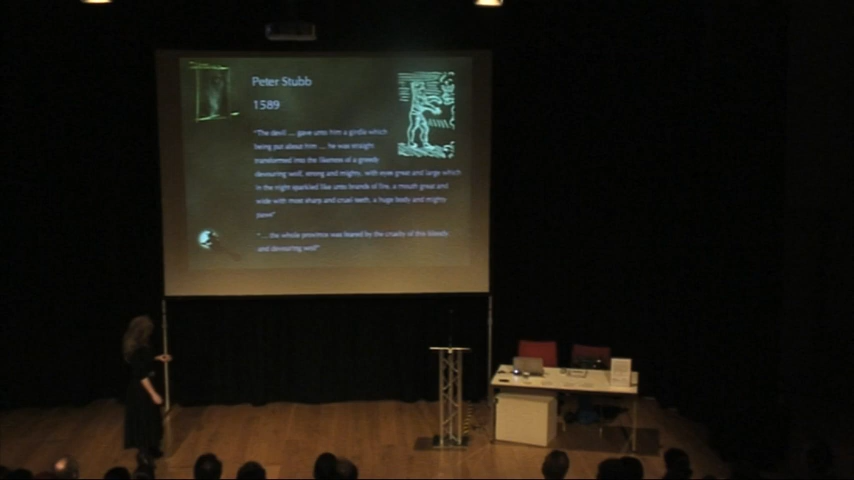 Peter Stubb
1589
"The devil .... gave unto him a girdle which
being put about him .... he was straight
transformed into the likeness of a greedy
devouring wolf, strong and mighty, with eyes great and large which
in the night sparkled like unto brands of fire, a mouth great and
wide with most sharp and cruel teeth, a huge body and mighty
paws"
"... the whole province was feared by the cruelty of this bloody
and devouring wolf"